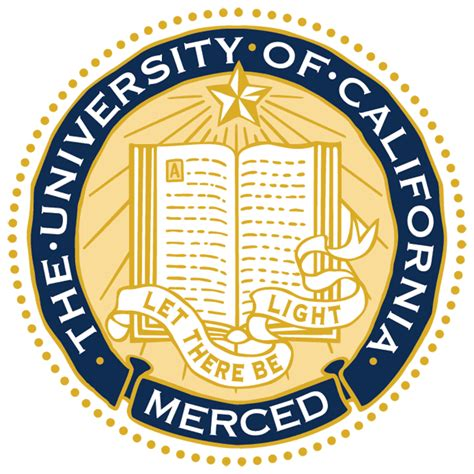 ·THE·UNIVERSITY·OF·CALIFORNIA·
A
LET THERE BE LIGHT
MERCED